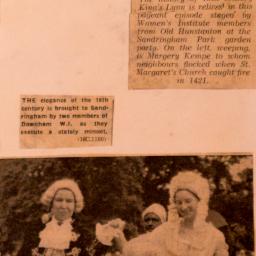 King's Lynn is relived in this
pageant episode staged by
Women's Institute members
from Old Hunstanton at the
Sandringham Park garden
party. On the left, weeping,
is Margery Kempe to whom
neighbours flocked when St.
Margaret's Church caught fire
in 1421.
THE elegance of the 18th
century is brought to Sand-
ringham by two members of
Downham W.I. as they
execute a stately minuet.